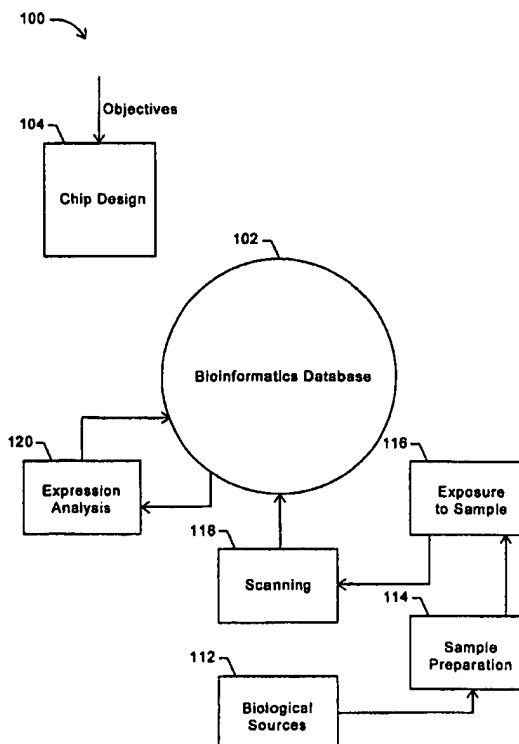 100
Objectives
104
Chip Design
102
Bioinformatics Database
120
Expression
Analysis
116
Exposure
to Sample
118
Scanning
114
Sample
Preparation
112
Biological
Sources